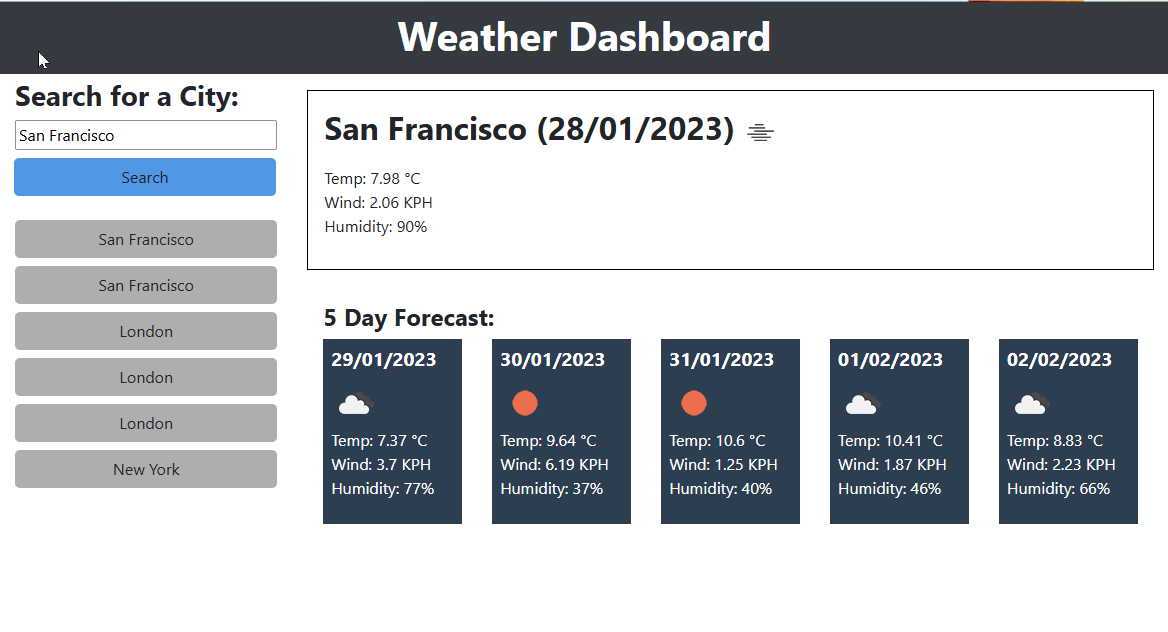 Weather Dashboard
Search for a City:
San Francisco
Search
San Francisco
San Francisco
London
London
London
New York
San Francisco (28/01/2023)
Temp: 7.98 °C
Wind: 2.06 KPH
Humidity: 90%
5 Day Forecast:
29/01/2023
Temp: 7.37 °C
Wind: 3.7 KPH
Humidity: 77%
30/01/2023
Temp: 9.64 °C
Wind: 6.19 KPH
Humidity: 37%
31/01/2023
Temp: 10.6 °C
Wind: 1.25 KPH
Humidity: 40%
01/02/2023
Temp: 10.41 °C
Wind: 1.87 KPH
Humidity: 46%
02/02/2023
Temp: 8.83 °C
Wind: 2.23 KPH
Humidity: 66%